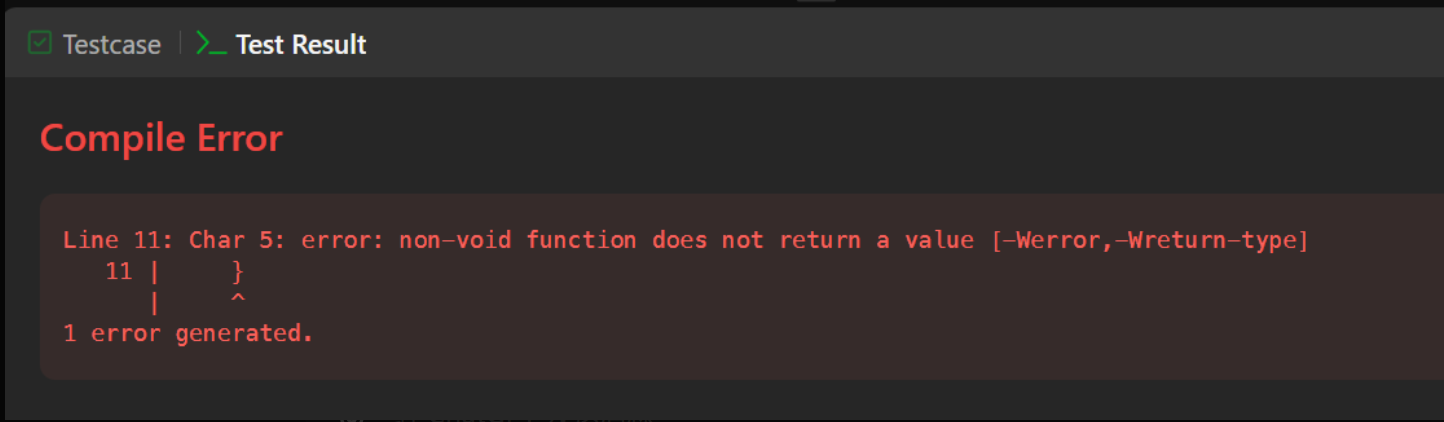 Testcase | >_ Test Result
Compile Error
Line 11: Char 5: error: non-void function does not return a value [-Werror,-Wreturn-type]
   11 |     }
      |     ^
1 error generated.